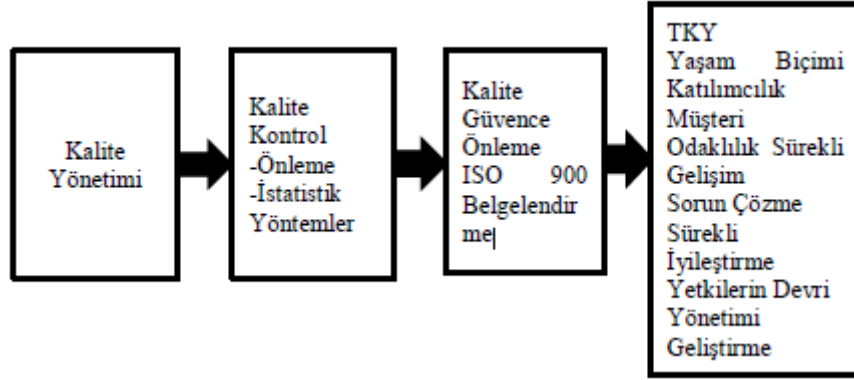 Kalite
Yönetimi
Kalite
Kontrol
-Önleme
-İstatistik
Yöntemler
Kalite
Güvence
Önleme
ISO 900
Belgelendir
me
TKY
Yaşam Biçimi
Katılımcılık
Müşteri
Odaklılık Sürekli
Gelişim
Sorun Çözme
Sürekli
İyileştirme
Yetkilerin Devri
Yönetimi
Geliştirme